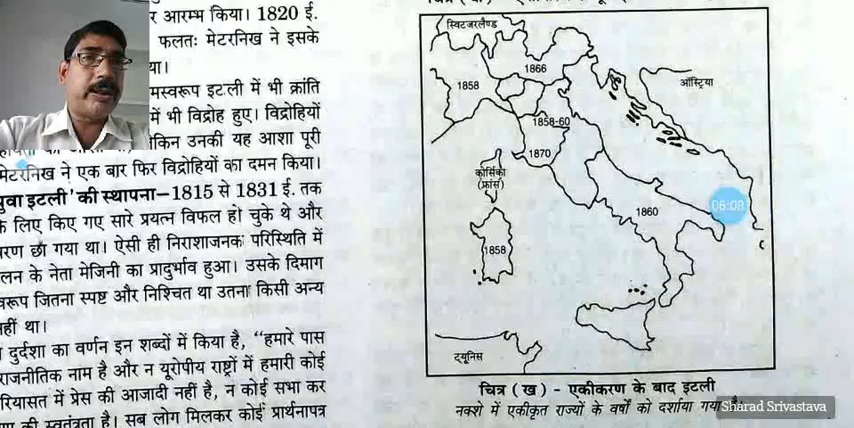 र आरम्भ किया। 1820 ई.
फलतः मेटरनिख ने इसके
या।
मस्वरूप इटली में भी क्रांति
में भी विद्रोह हुए। विद्रोहियों
किन उनकी यह आशा पूरी
मेटरनिख ने एक बार फिर विद्रोहियों का दमन किया।
युवा इटली' की स्थापना—1815 से 1831 ई. तक
के लिए किए गए सारे प्रयत्न विफल हो चुके थे और
वरण छा गया था। ऐसी ही निराशाजनक परिस्थिति में
लन के नेता मेजिनी का प्रादुर्भाव हुआ। उसके दिमाग
वरूप जितना स्पष्ट और निश्चित था उतना किसी अन्य
नहीं था।
दुर्दशा का वर्णन इन शब्दों में किया है, “हमारे पास
राजनीतिक नाम है और न यूरोपीय राष्ट्रों में हमारी कोई
रियासत में प्रेस की आजादी नहीं है, न कोई सभा कर
की स्वतंत्रता है। सब लोग मिलकर कोई प्रार्थनापत्र
स्विटजरलैण्ड
1866
1858
ऑस्ट्रिया
1858-60
1870
कोर्सिका
(फ्रांस)
06:08
1860
1858
ट्यूनिस
चित्र (ख) - एकीकरण के बाद इटली
नक्शे में एकीकृत राज्यों के वर्षों को दर्शाया गया है
Sharad Srivastava